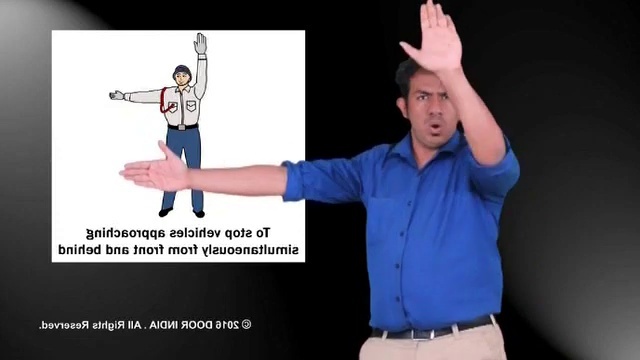 To stop vehicles approaching
simultaneously from front and behind
© 2016 DOOR INDIA . All Rights Reserved.